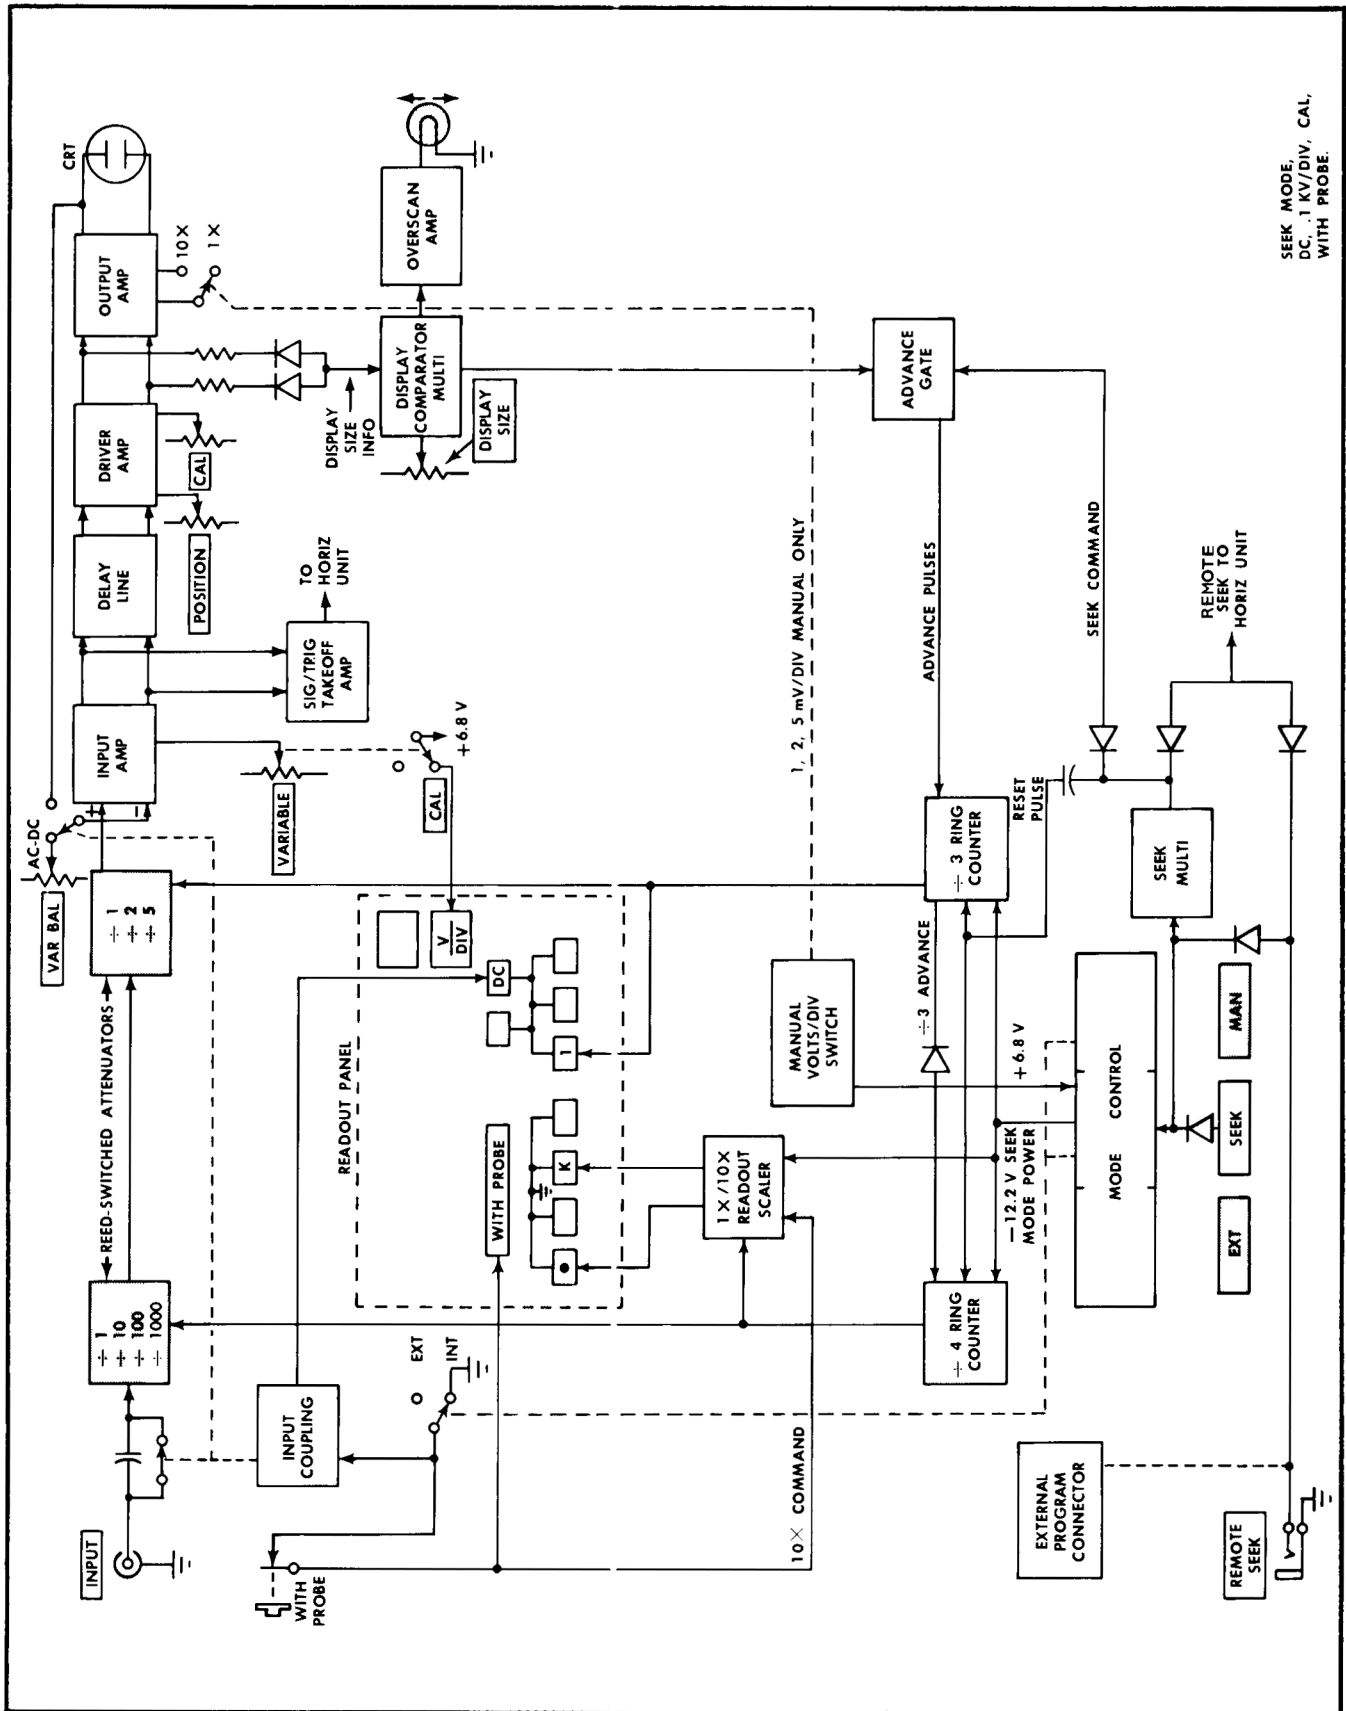 INPUT
÷ 1
÷ 10
÷ 100
÷ 1000
REED-SWITCHED ATTENUATORS
÷ 1
÷ 2
÷ 5
VAR BAL
AC-DC
+
−
INPUT
AMP
DELAY
LINE
DRIVER
AMP
OUTPUT
AMP
CRT
10X
1X
POSITION
CAL
SIG/TRIG
TAKEOFF
AMP
TO
HORIZ
UNIT
VARIABLE
CAL
+6.8 V
DISPLAY
SIZE
INFO
DISPLAY
COMPARATOR
MULTI
DISPLAY
SIZE
OVERSCAN
AMP
INPUT
COUPLING
WITH
PROBE
EXT
INT
READOUT PANEL
WITH PROBE
K
1
DC
V
DIV
1X/10X
READOUT
SCALER
10X COMMAND
MANUAL
VOLTS/DIV
SWITCH
1, 2, 5 mV/DIV MANUAL ONLY
÷ 4 RING
COUNTER
÷3 ADVANCE
÷ 3 RING
COUNTER
ADVANCE PULSES
ADVANCE
GATE
RESET
PULSE
SEEK COMMAND
−12.2 V SEEK
MODE POWER
+6.8 V
MODE CONTROL
EXT
SEEK
MAN
SEEK
MULTI
REMOTE
SEEK TO
HORIZ UNIT
EXTERNAL
PROGRAM
CONNECTOR
REMOTE
SEEK
SEEK MODE,
DC, .1 KV/DIV, CAL,
WITH PROBE.